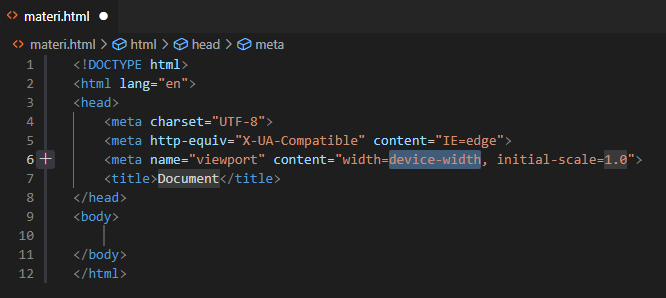 <> materi.html ●
<> materi.html > html > head > meta
1 <!DOCTYPE html>
2 <html lang="en">
3 <head>
4 <meta charset="UTF-8">
5 <meta http-equiv="X-UA-Compatible" content="IE=edge">
6 + <meta name="viewport" content="width=device-width, initial-scale=1.0">
7 <title>Document</title>
8 </head>
9 <body>
10
11 </body>
12 </html>